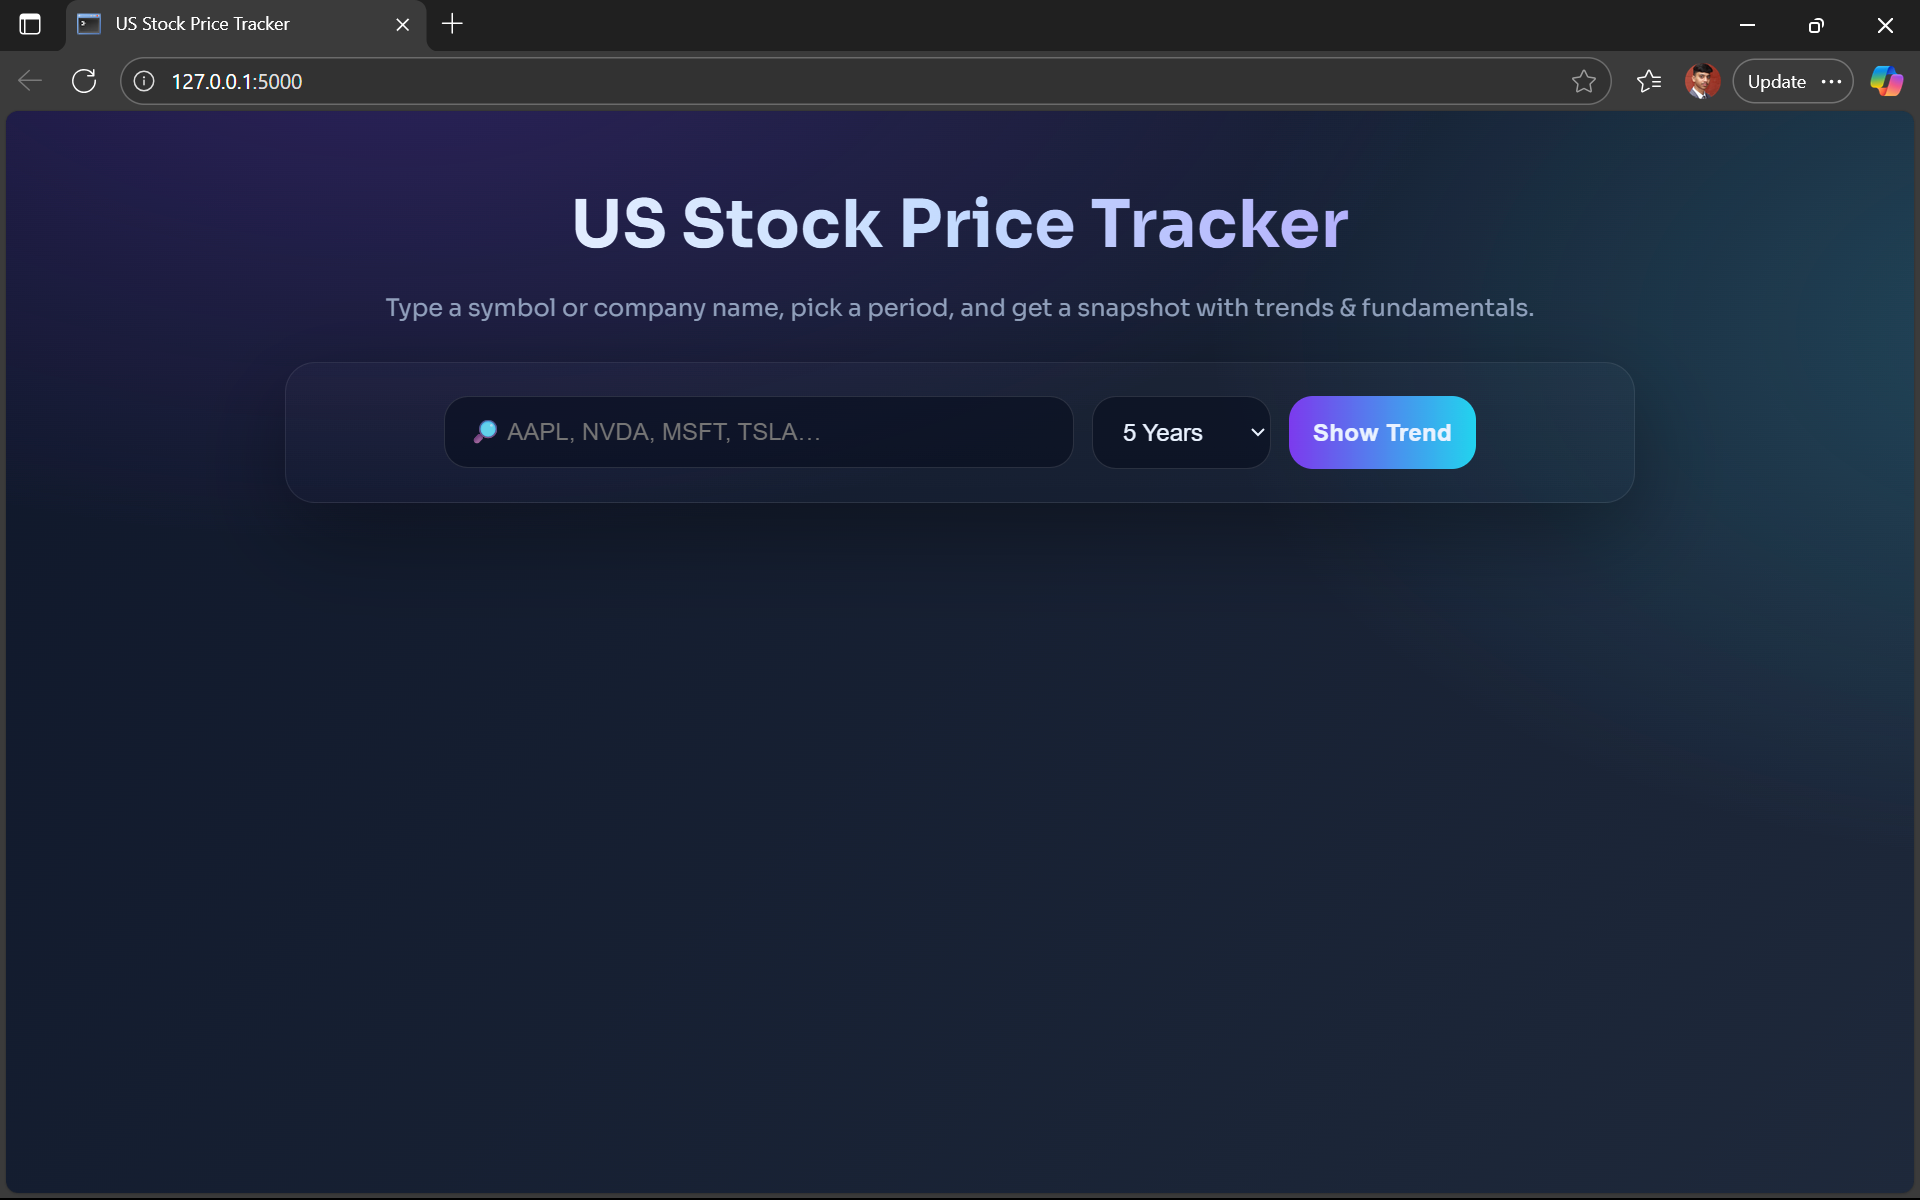 US Stock Price Tracker
127.0.0.1:5000
Update
US Stock Price Tracker
Type a symbol or company name, pick a period, and get a snapshot with trends & fundamentals.
🔎 AAPL, NVDA, MSFT, TSLA…
5 Years
Show Trend